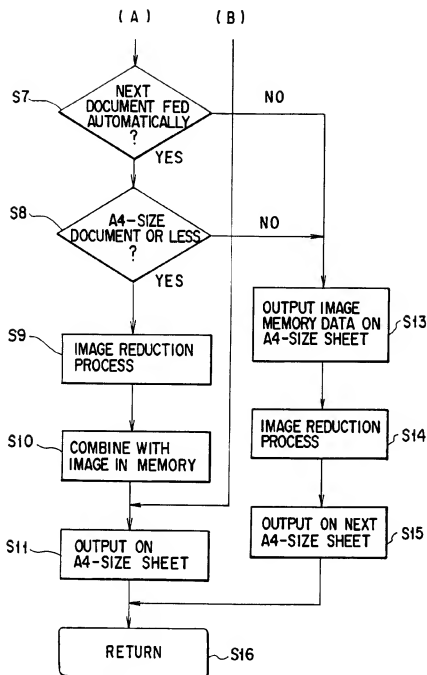 (A) (B)
S7
NEXT
DOCUMENT FED
AUTOMATICALLY
?
NO
YES
S8
A4-SIZE
DOCUMENT OR LESS
?
NO
YES
S9
IMAGE REDUCTION
PROCESS
S10
COMBINE WITH
IMAGE IN MEMORY
S11
OUTPUT ON
A4-SIZE SHEET
OUTPUT IMAGE
MEMORY DATA ON
A4-SIZE SHEET
S13
IMAGE REDUCTION
PROCESS
S14
OUTPUT ON NEXT
A4-SIZE SHEET
S15
RETURN
S16